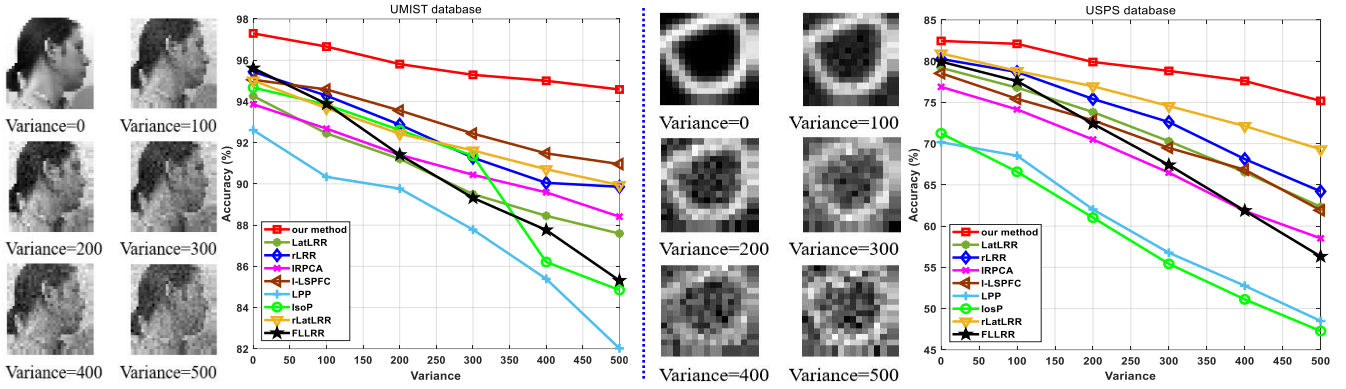 Variance=0
Variance=100
Variance=200
Variance=300
Variance=400
Variance=500
UMIST database
Accuracy (%)
98
96
94
92
90
88
86
84
82
0 50 100 150 200 250 300 350 400 450 500
Variance
our method
LatLRR
rLRR
IRPCA
I-LSPFC
LPP
IsoP
rLatLRR
FLLRR
Variance=0
Variance=100
Variance=200
Variance=300
Variance=400
Variance=500
USPS database
Accuracy (%)
85
80
75
70
65
60
55
50
45
0 50 100 150 200 250 300 350 400 450 500
Variance
our method
LatLRR
rLRR
IRPCA
I-LSPFC
LPP
IosP
rLatLRR
FLLRR